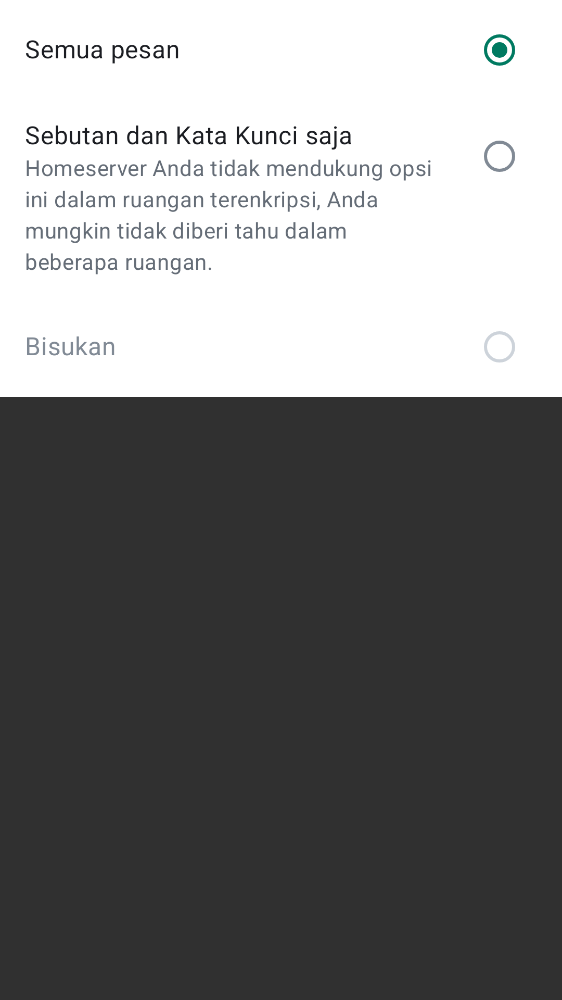 Semua pesan
Sebutan dan Kata Kunci saja
Homeserver Anda tidak mendukung opsi
ini dalam ruangan terenkripsi, Anda
mungkin tidak diberi tahu dalam
beberapa ruangan.
Bisukan